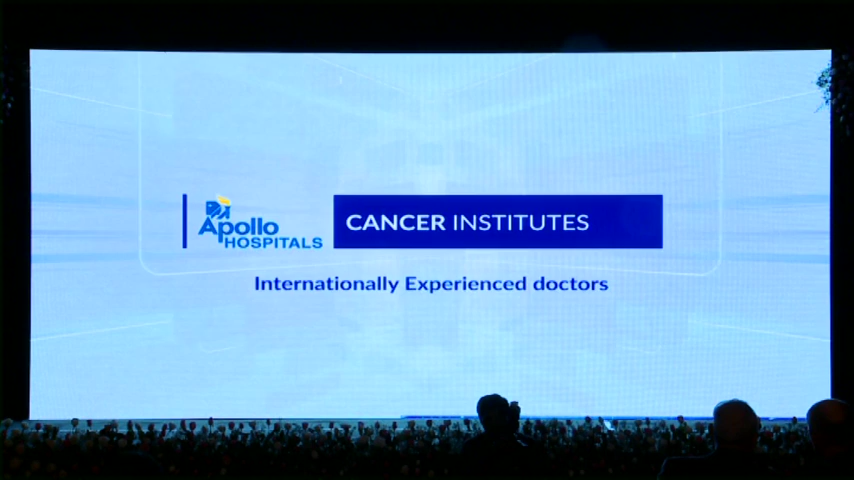 Apollo
HOSPITALS
CANCER INSTITUTES
Internationally Experienced doctors